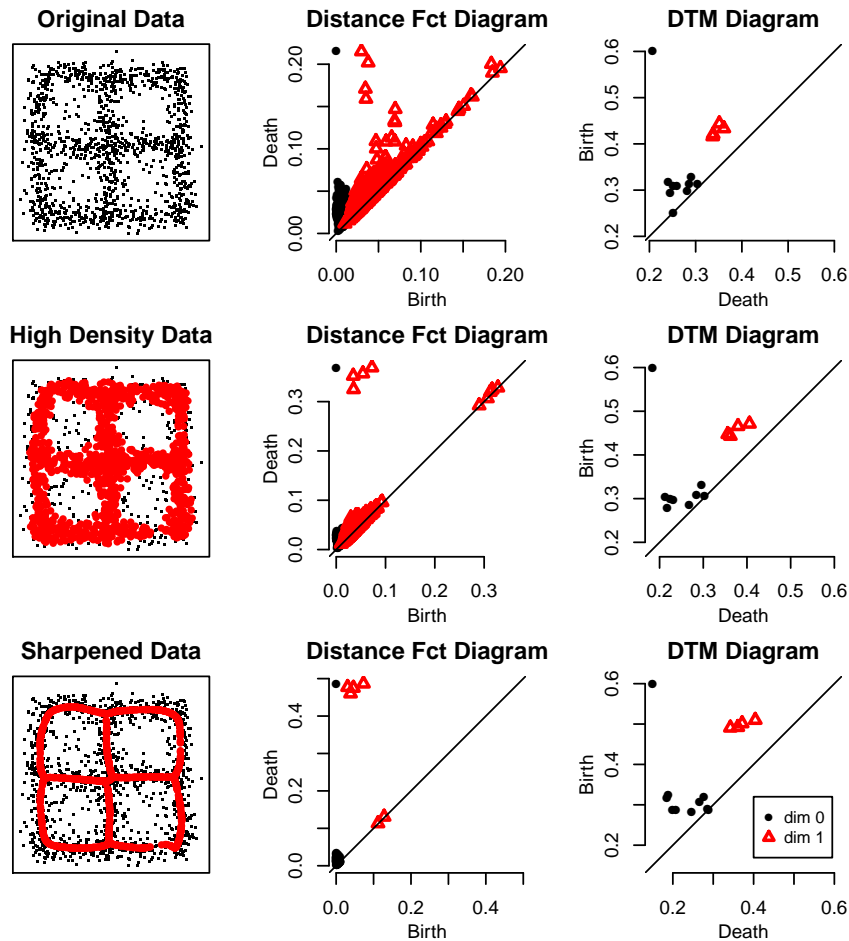 Original Data
Distance Fct Diagram
DTM Diagram
Death
0.00 0.10 0.20
0.00 0.10 0.20
Birth
Birth
0.2 0.3 0.4 0.5 0.6
0.2 0.3 0.4 0.5 0.6
Death
High Density Data
Distance Fct Diagram
DTM Diagram
Death
0.0 0.1 0.2 0.3
0.0 0.1 0.3
Birth
Birth
0.2 0.3 0.4 0.5 0.6
0.2 0.3 0.4 0.5 0.6
Death
Sharpened Data
Distance Fct Diagram
DTM Diagram
Death
0.0 0.2 0.4
0.0 0.2 0.4
Birth
Birth
0.2 0.4 0.6
0.2 0.3 0.4 0.5 0.6
Death
dim 0
dim 1